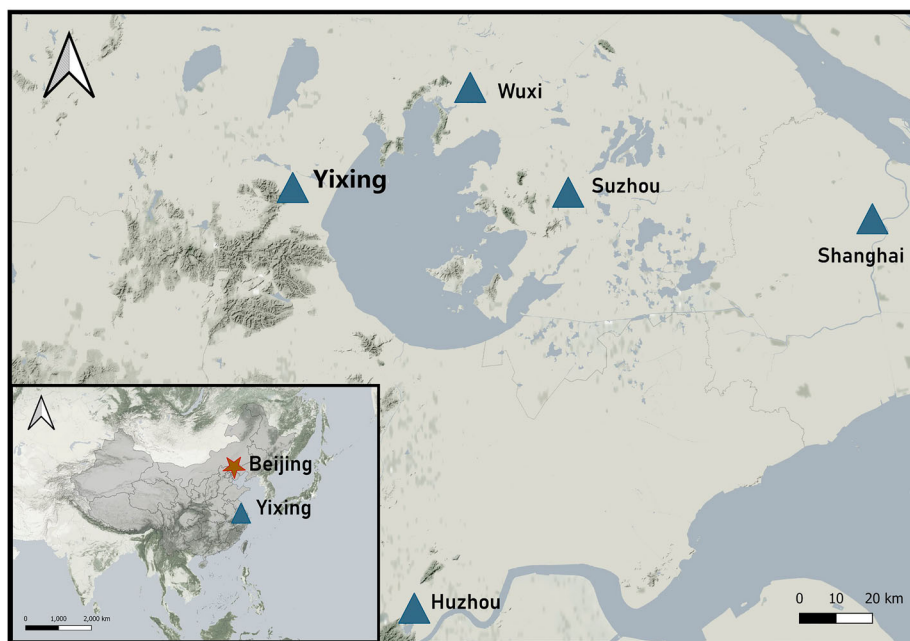 Wuxi
Yixing
Suzhou
Shanghai
Beijing
Yixing
0 1,000 2,000 km
Huzhou
0 10 20 km